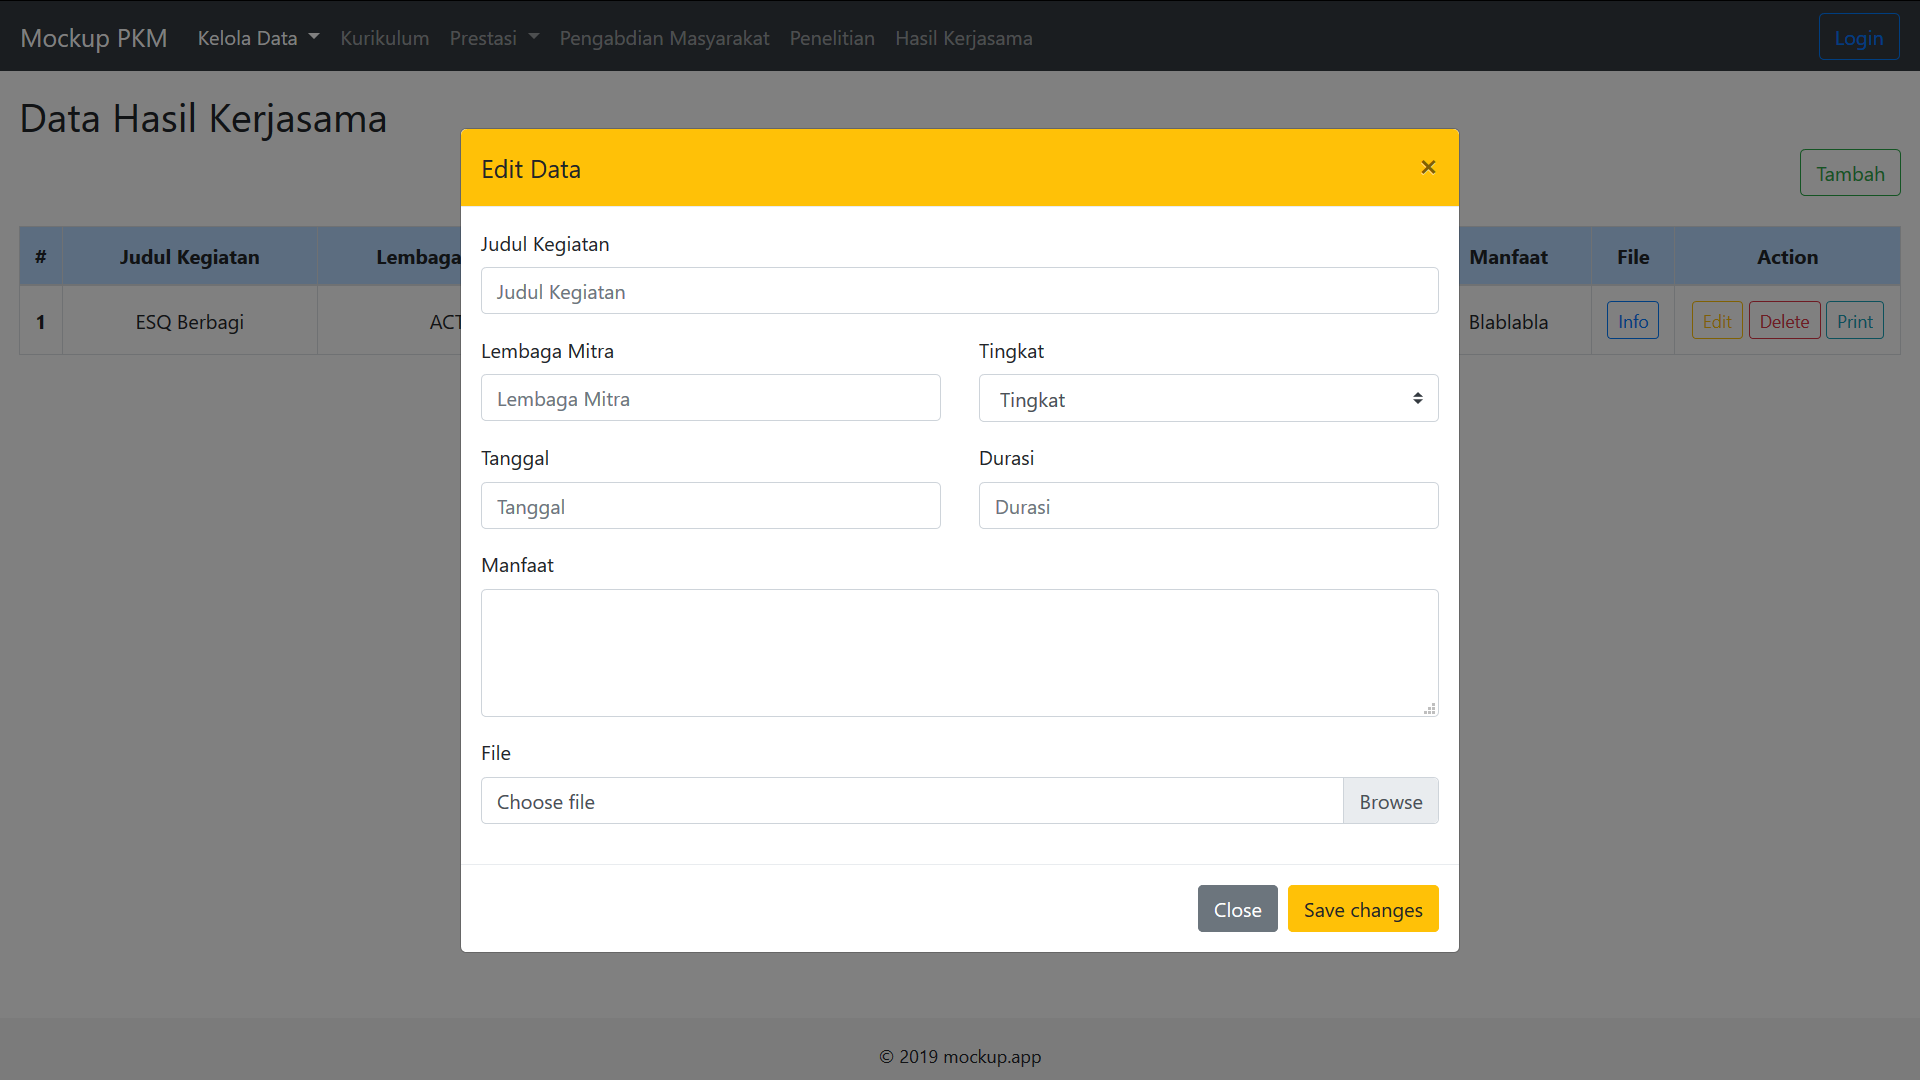 Mockup PKM Kelola Data Kurikulum Prestasi Pengabdian Masyarakat Penelitian Hasil Kerjasama Login
Data Hasil Kerjasama
Tambah
# Judul Kegiatan Lembaga Manfaat File Action
1 ESQ Berbagi ACT Blablabla Info Edit Delete Print
Edit Data ×
Judul Kegiatan
Judul Kegiatan
Lembaga Mitra Tingkat
Lembaga Mitra Tingkat
Tanggal Durasi
Tanggal Durasi
Manfaat
File
Choose file Browse
Close Save changes
© 2019 mockup.app